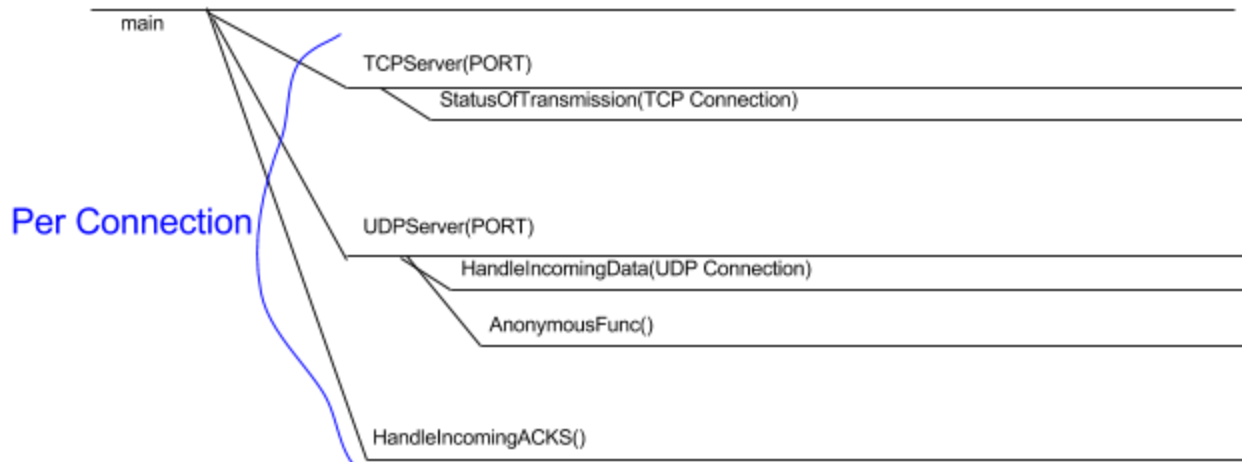 main
TCPServer(PORT)
StatusOfTransmission(TCP Connection)
Per Connection
UDPServer(PORT)
HandleIncomingData(UDP Connection)
AnonymousFunc()
HandleIncomingACKS()